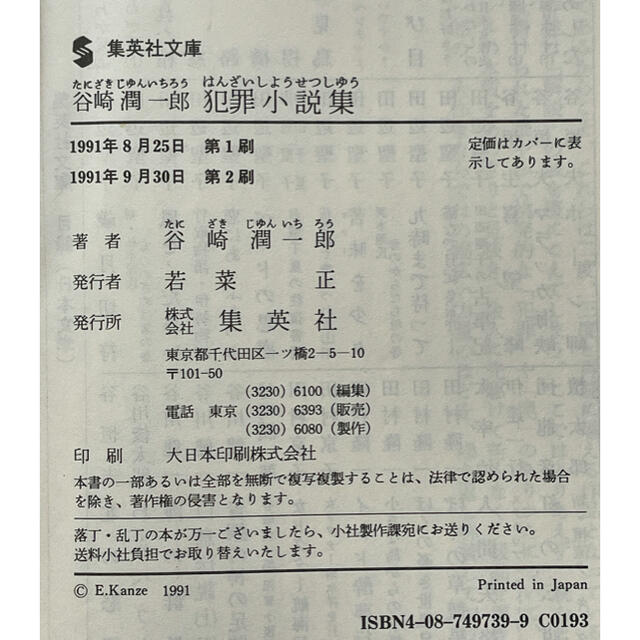 集英社文庫
たにざきじゅんいちろう はんざいしようせつしゆう
谷崎潤一郎 犯罪小説集
1991年8月25日 第1刷
1991年9月30日 第2刷
定価はカバーに表
示してあります。
たに ざき じゅん いち ろう
著者 谷崎潤一郎
発行者 若菜 正
発行所 株式会社 集英社
東京都千代田区一ツ橋2－5－10
〒101-50
(3230) 6100 (編集)
電話 東京 (3230) 6393 (販売)
(3230) 6080 (製作)
印刷 大日本印刷株式会社
本書の一部あるいは全部を無断で複写複製することは、法律で認められた場合
を除き、著作権の侵害となります。
落丁・乱丁の本が万一ございましたら、小社製作課宛にお送りください。
送料小社負担でお取り替えいたします。
© E.Kanze 1991
Printed in Japan
ISBN4-08-749739-9 C0193